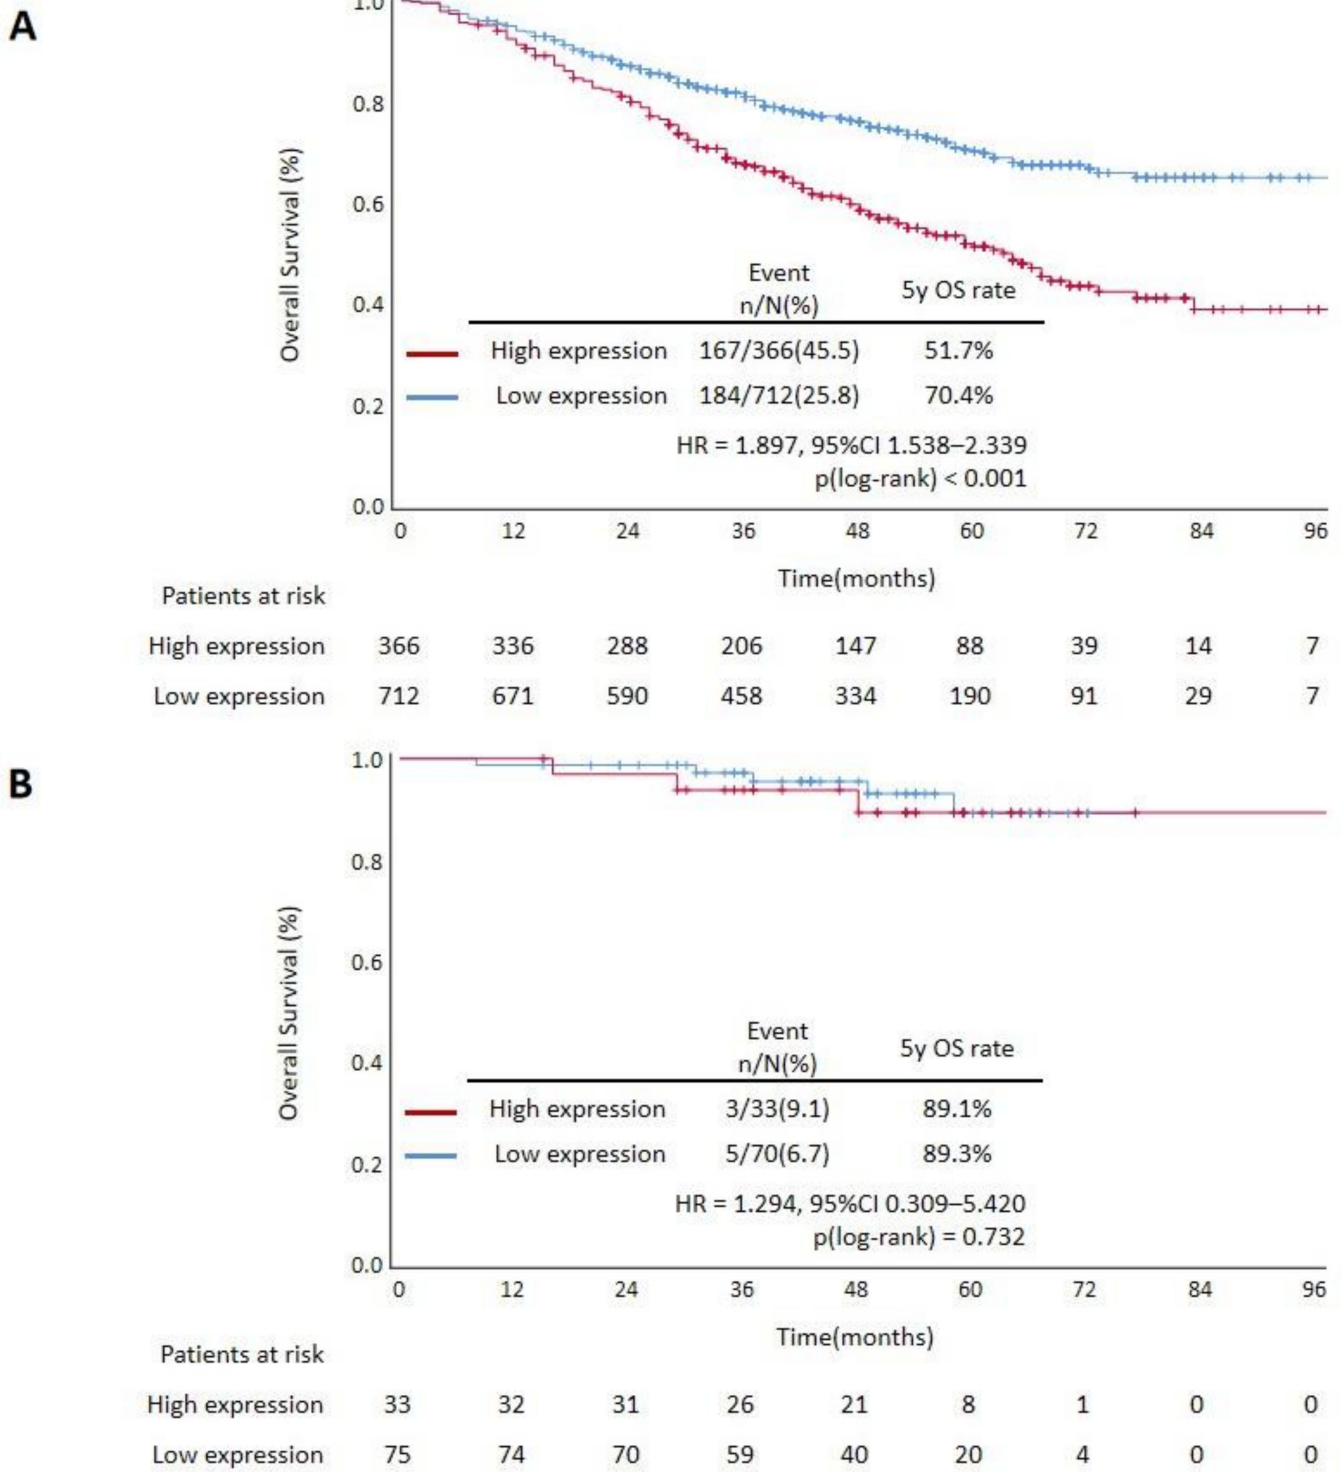 A
1.0
0.8
0.6
0.4
0.2
0.0
Overall Survival (%)
Event
n/N(%)
5y OS rate
High expression 167/366(45.5) 51.7%
Low expression 184/712(25.8) 70.4%
HR = 1.897, 95%CI 1.538–2.339
p(log-rank) < 0.001
0 12 24 36 48 60 72 84 96
Time(months)
Patients at risk
High expression 366 336 288 206 147 88 39 14 7
Low expression 712 671 590 458 334 190 91 29 7
B
1.0
0.8
0.6
0.4
0.2
0.0
Overall Survival (%)
Event
n/N(%)
5y OS rate
High expression 3/33(9.1) 89.1%
Low expression 5/70(6.7) 89.3%
HR = 1.294, 95%CI 0.309–5.420
p(log-rank) = 0.732
0 12 24 36 48 60 72 84 96
Time(months)
Patients at risk
High expression 33 32 31 26 21 8 1 0 0
Low expression 75 74 70 59 40 20 4 0 0